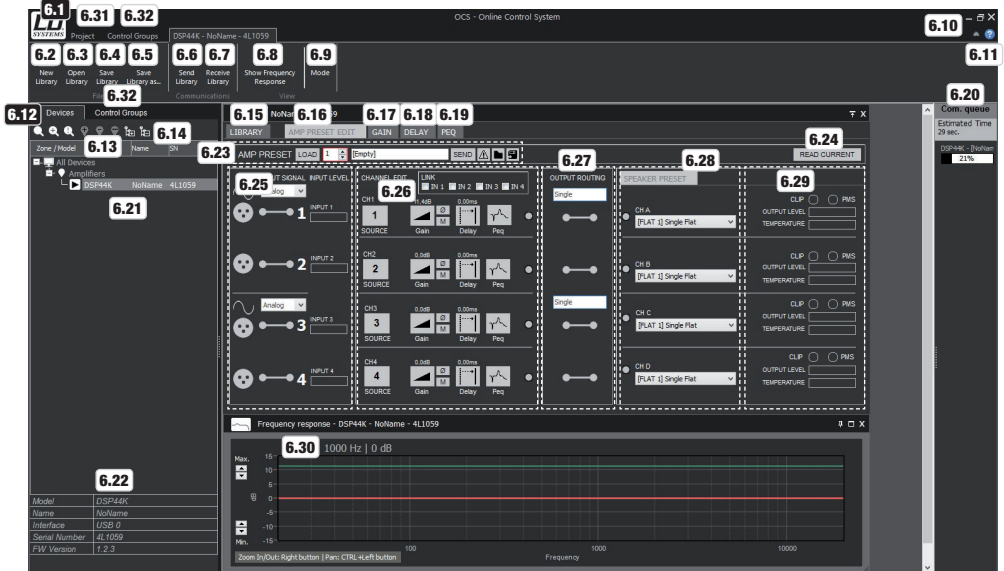 6.1
6.31
6.32
OCS - Online Control System
6.10
SYSTEMS
Project
Control Groups
DSP44K - NoName - 4L1059
6.2
6.3
6.4
6.5
6.6
6.7
6.8
6.9
6.11
New Library
Open Library
Save Library
Save Library as...
Send Library
Receive Library
Show Frequency Response
Mode
6.32
Communications
View
6.20
Com. queue
Estimated Time
29 sec.
DSP44K - [NoNam
21%
6.12
Devices
Control Groups
6.14
6.13
Zone / Model
Name
SN
All Devices
Amplifiers
DSP44K NoName 4L1059
6.21
6.22
Model DSP44K
Name NoName
Interface USB 0
Serial Number 4L1059
FW Version 1.2.3
6.15
6.16
6.17
6.18
6.19
LIBRARY
AMP PRESET EDIT
GAIN
DELAY
PEQ
6.23
AMP PRESET
LOAD
1
[Empty]
SEND
6.27
6.28
6.24
READ CURRENT
6.25
SIGNAL
INPUT LEVEL
1
INPUT 1
2
INPUT 2
Analog
3
INPUT 3
4
INPUT 4
CHANNEL EDIT
6.26
LINK
IN 1
IN 2
IN 3
IN 4
CH1
0.00ms
1
Ø
M
SOURCE
Gain
Delay
Peq
CH2
0.0dB
0.00ms
2
Ø
M
SOURCE
Gain
Delay
Peq
CH3
0.0dB
0.00ms
3
Ø
M
SOURCE
Gain
Delay
Peq
CH4
0.0dB
0.00ms
4
Ø
M
SOURCE
Gain
Delay
Peq
OUTPUT ROUTING
Single
Single
SPEAKER PRESET
CH A
[FLAT 1] Single Flat
CH B
[FLAT 1] Single Flat
CH C
[FLAT 1] Single Flat
CH D
[FLAT 1] Single Flat
6.29
CLIP
PMS
OUTPUT LEVEL
TEMPERATURE
CLIP
PMS
OUTPUT LEVEL
TEMPERATURE
CLIP
PMS
OUTPUT LEVEL
TEMPERATURE
CLIP
PMS
OUTPUT LEVEL
TEMPERATURE
Frequency response - DSP44K - NoName - 4L1059
6.30
1000 Hz | 0 dB
Max.
15
10
5
dB
0
-5
-10
Min.
-15
100
1000
10000
Zoom In/Out: Right button | Pan: CTRL+Left button
Frequency